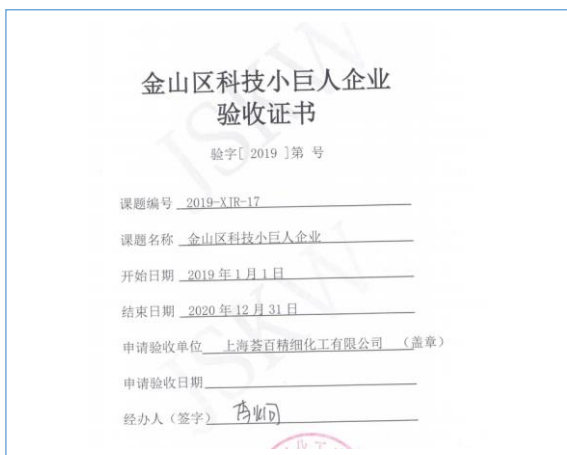 金山区科技小巨人企业
验收证书
验字[ 2019 ]第 号
课题编号 2019-XJR-17
课题名称 金山区科技小巨人企业
开始日期 2019 年 1 月 1 日
结束日期 2020 年 12 月 31 日
申请验收单位 上海荟百精细化工有限公司 (盖章)
申请验收日期
经办人（签字）
JSKW
JSKW